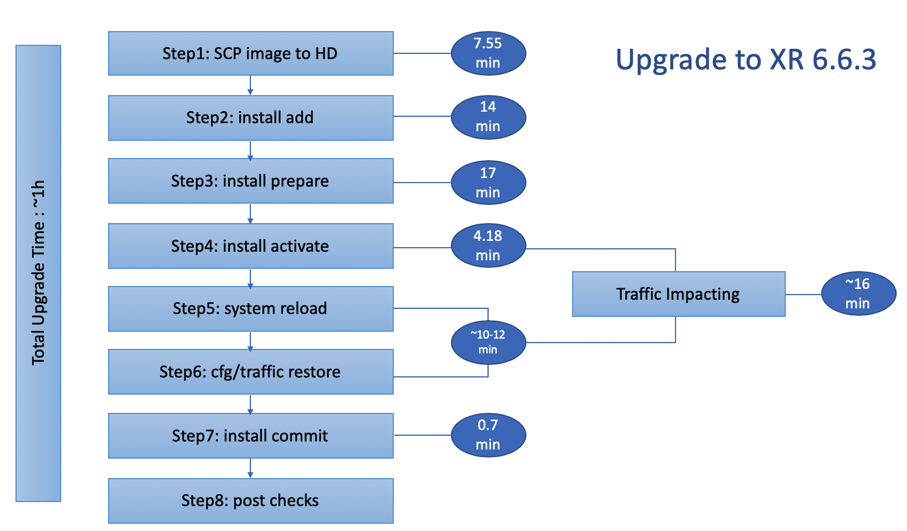 Upgrade to XR 6.6.3
Total Upgrade Time : ~1h
Step1: SCP image to HD
7.55
min
Step2: install add
14
min
Step3: install prepare
17
min
Step4: install activate
4.18
min
Step5: system reload
Traffic Impacting
~16
min
~10-12
min
Step6: cfg/traffic restore
Step7: install commit
0.7
min
Step8: post checks